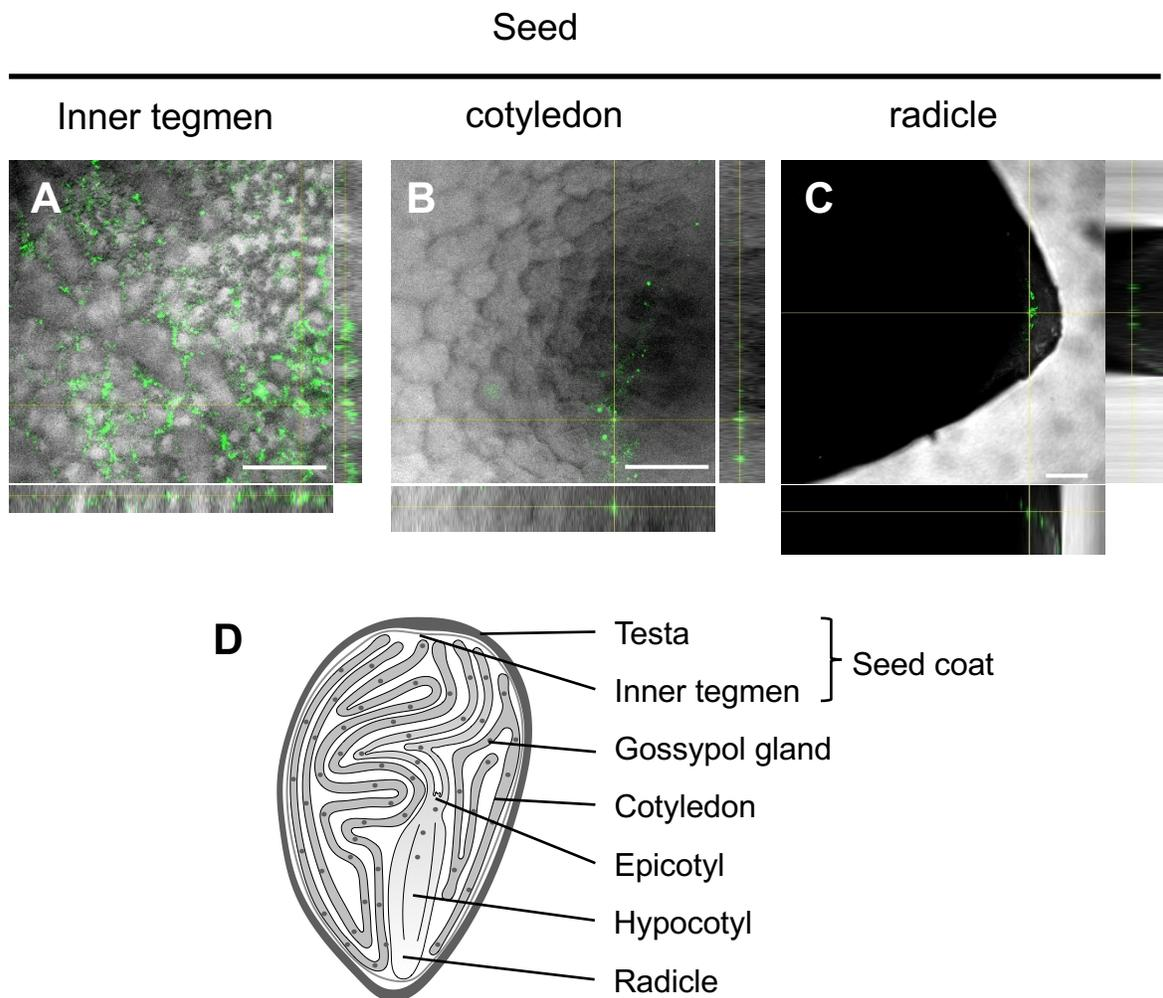 Seed
Inner tegmen
cotyledon
radicle
A
B
C
D
Testa
Inner tegmen
Seed coat
Gossypol gland
Cotyledon
Epicotyl
Hypocotyl
Radicle